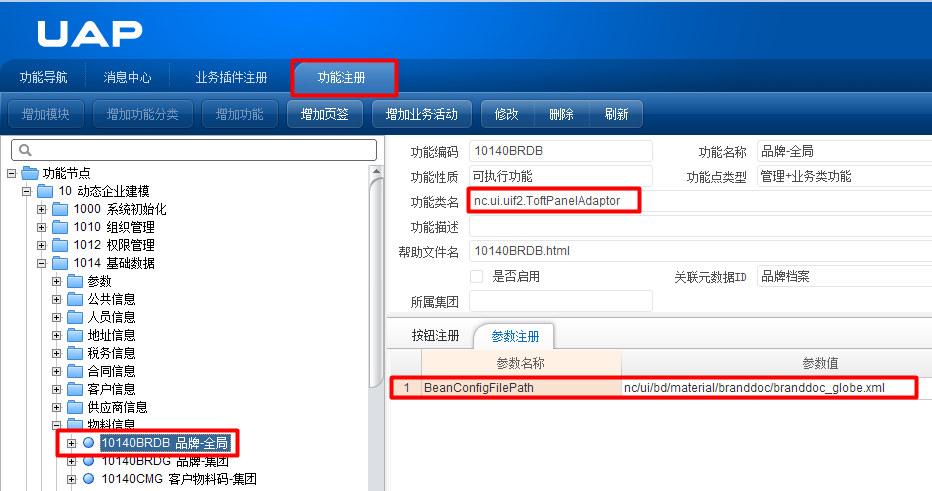 UAP
功能导航 消息中心 业务插件注册 功能注册
增加模块 增加功能分类 增加功能 增加页签 增加业务活动 修改 删除 刷新
功能节点
10 动态企业建模
1000 系统初始化
1010 组织管理
1012 权限管理
1014 基础数据
参数
公共信息
人员信息
地址信息
税务信息
合同信息
客户信息
供应商信息
物料信息
10140BRDB 品牌-全局
10140BRDG 品牌-集团
10140CMG 客户物料码-集团
功能编码 10140BRDB 功能名称 品牌-全局
功能性质 可执行功能 功能点类型 管理+业务类功能
功能类名 nc.ui.uif2.ToftPanelAdaptor
功能描述
帮助文件名 10140BRDB.html
是否启用 关联元数据ID 品牌档案
所属集团
按钮注册 参数注册
参数名称 参数值
1 BeanConfigFilePath nc/ui/bd/material/branddoc/branddoc_globe.xml